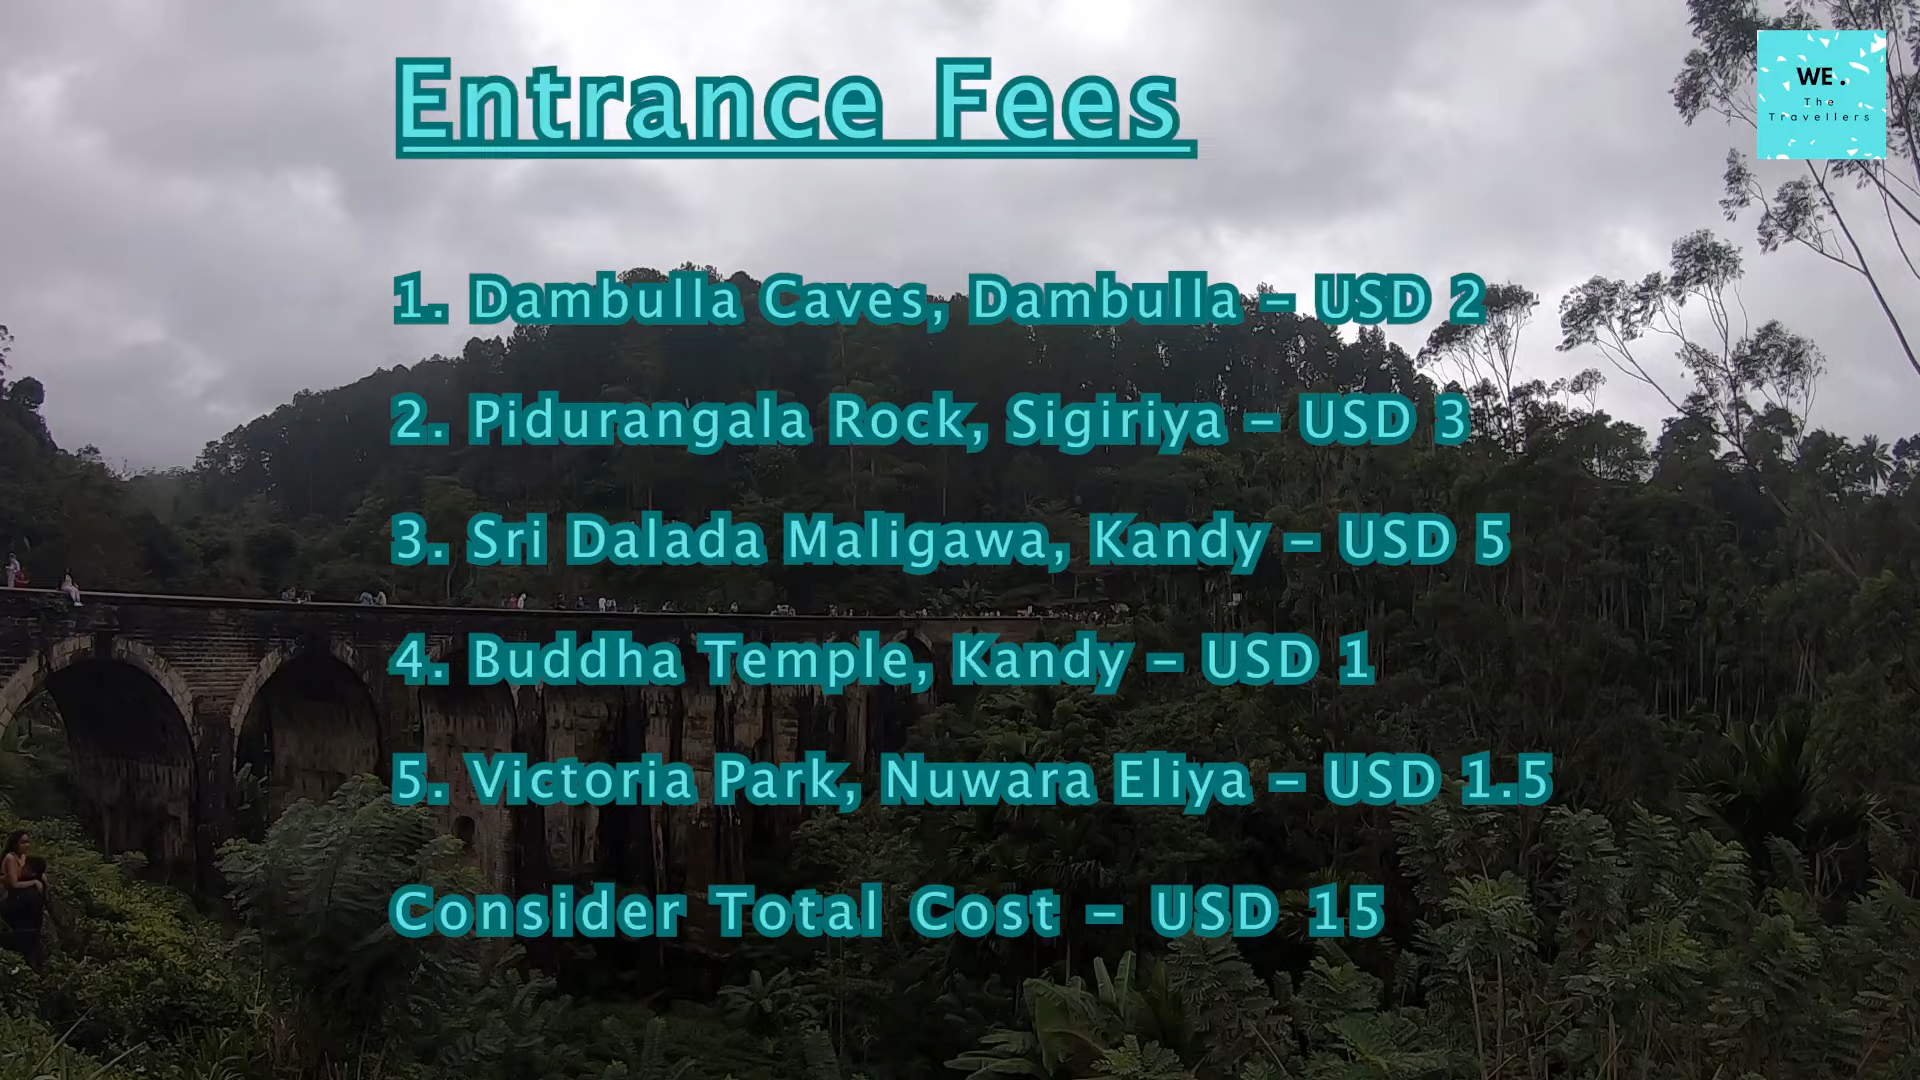 Entrance Fees
WE.
The
Travellers
1. Dambulla Caves, Dambulla – USD 2
2. Pidurangala Rock, Sigiriya – USD 3
3. Sri Dalada Maligawa, Kandy – USD 5
4. Buddha Temple, Kandy – USD 1
5. Victoria Park, Nuwara Eliya – USD 1.5
Consider Total Cost – USD 15